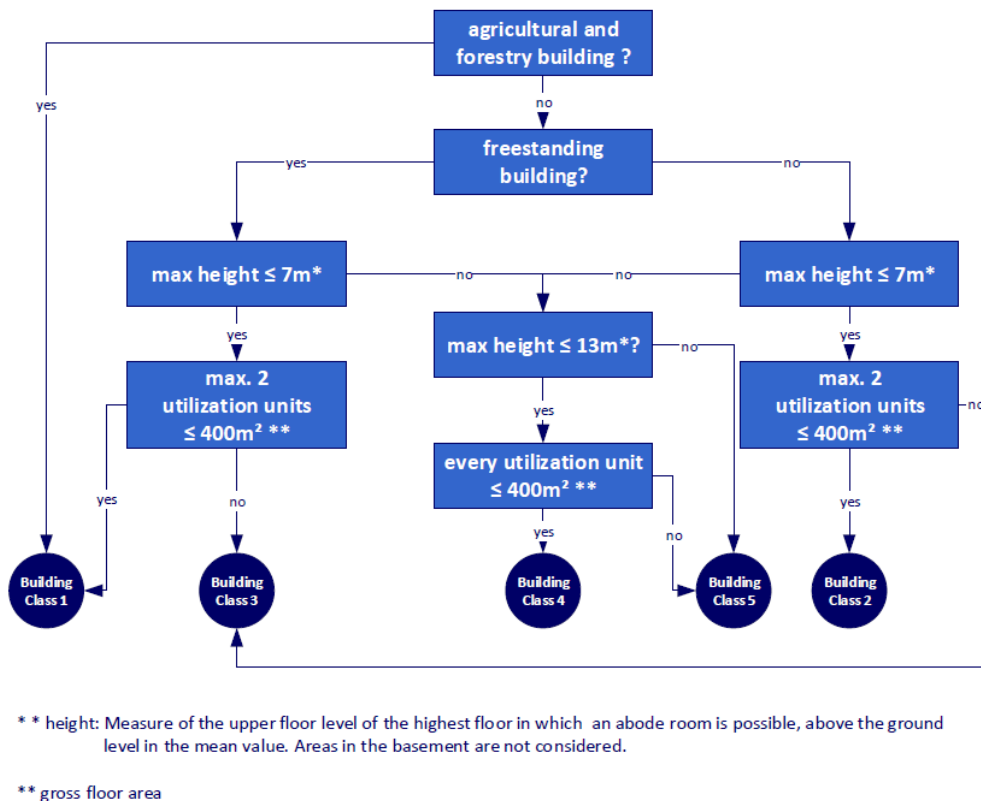 agricultural and
forestry building ?
yes
no
freestanding
building?
yes
no
max height ≤ 7m*
no
no
max height ≤ 7m*
yes
max height ≤ 13m*?
no
yes
max. 2
utilization units
≤ 400m² **
yes
max. 2
utilization units
≤ 400m² **
no
every utilization unit
≤ 400m² **
yes
no
yes
no
yes
Building
Class 1
Building
Class 3
Building
Class 4
Building
Class 5
Building
Class 2
* * height: Measure of the upper floor level of the highest floor in which an abode room is possible, above the ground
level in the mean value. Areas in the basement are not considered.
** gross floor area